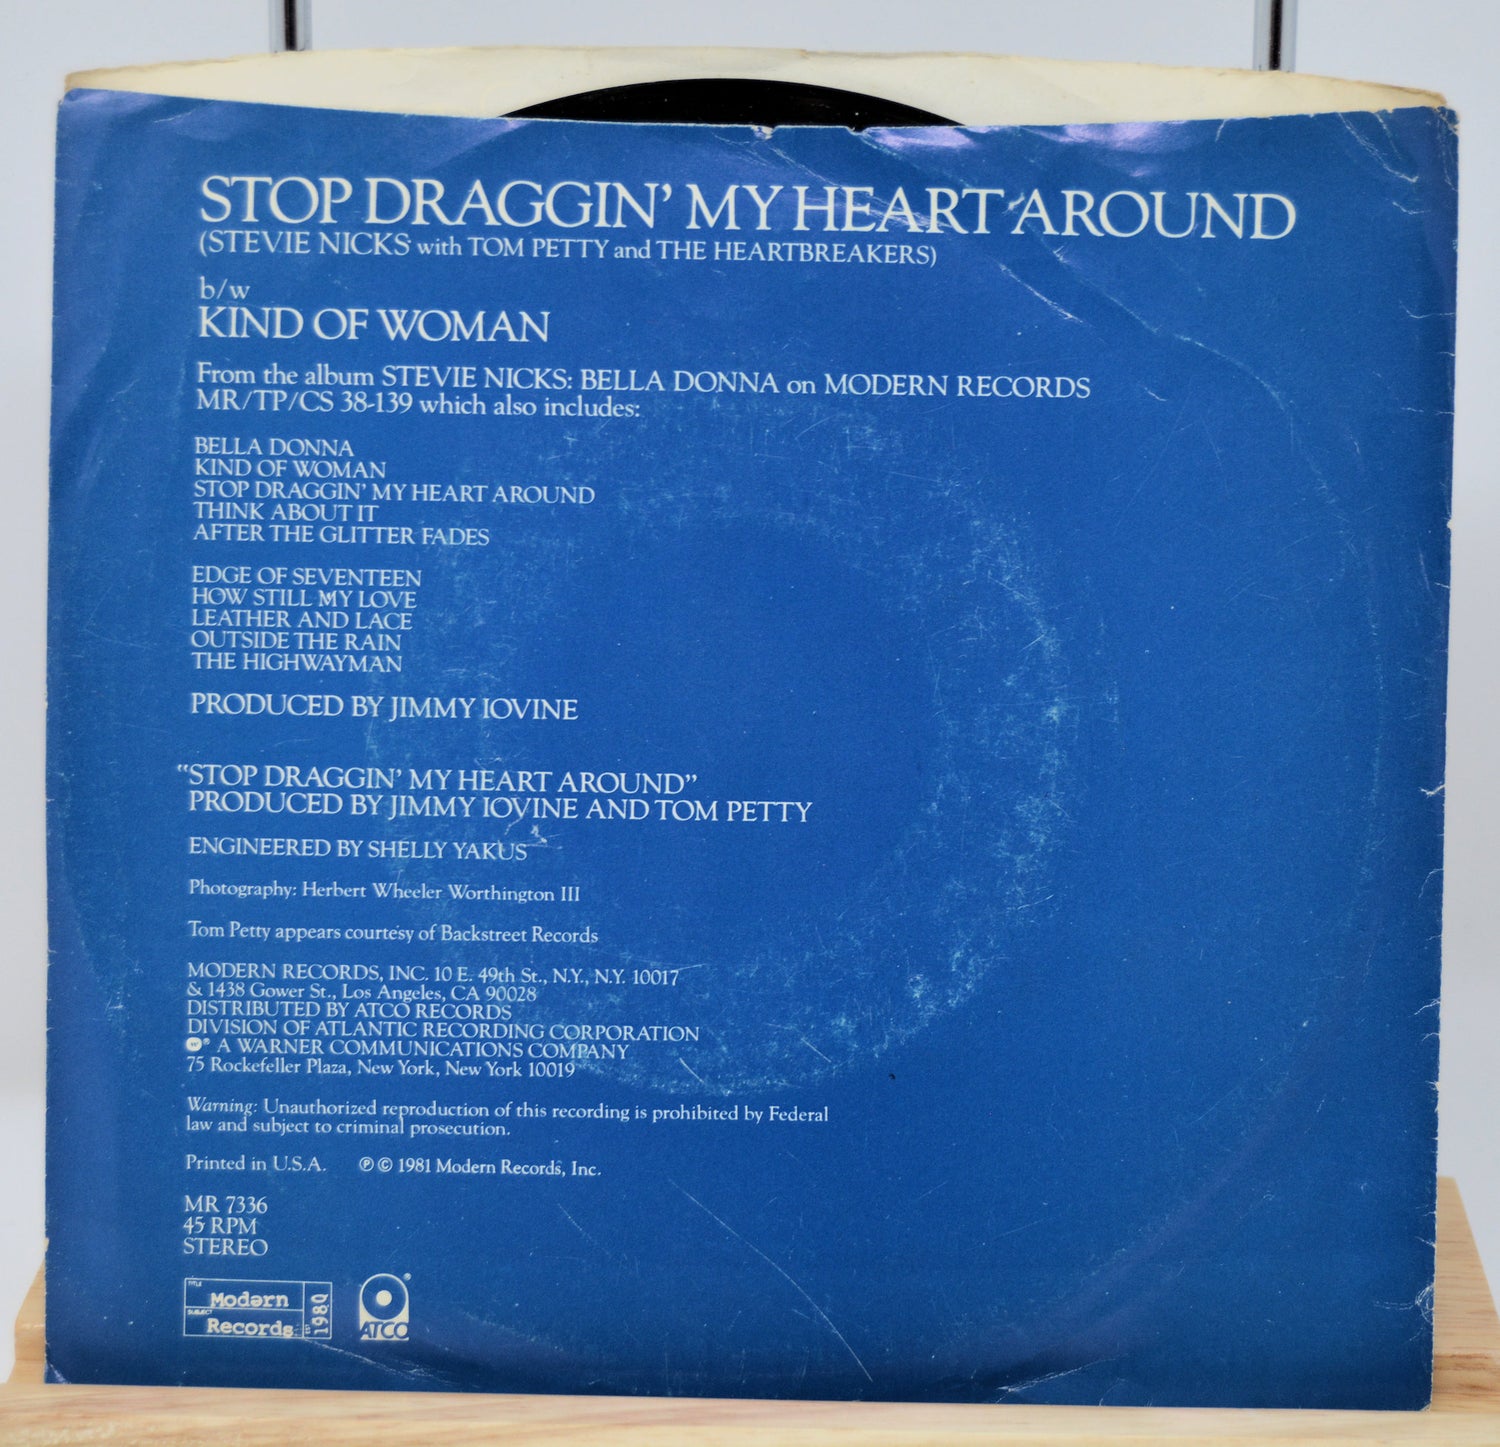 STOP DRAGGIN' MY HEART AROUND
(STEVIE NICKS with TOM PETTY and THE HEARTBREAKERS)
b/w
KIND OF WOMAN
From the album STEVIE NICKS: BELLA DONNA on MODERN RECORDS
MR/TP/CS 38-139 which also includes:
BELLA DONNA
KIND OF WOMAN
STOP DRAGGIN' MY HEART AROUND
THINK ABOUT IT
AFTER THE GLITTER FADES
EDGE OF SEVENTEEN
HOW STILL MY LOVE
LEATHER AND LACE
OUTSIDE THE RAIN
THE HIGHWAYMAN
PRODUCED BY JIMMY IOVINE
"STOP DRAGGIN' MY HEART AROUND"
PRODUCED BY JIMMY IOVINE AND TOM PETTY
ENGINEERED BY SHELLY YAKUS
Photography: Herbert Wheeler Worthington III
Tom Petty appears courtesy of Backstreet Records
MODERN RECORDS, INC. 10 E. 49th St., N.Y., N.Y. 10017
& 1438 Gower St., Los Angeles, CA 90028
DISTRIBUTED BY ATCO RECORDS
DIVISION OF ATLANTIC RECORDING CORPORATION
® A WARNER COMMUNICATIONS COMPANY
75 Rockefeller Plaza, New York, New York 10019
Warning: Unauthorized reproduction of this recording is prohibited by Federal
law and subject to criminal prosecution.
Printed in U.S.A. ℗ © 1981 Modern Records, Inc.
MR 7336
45 RPM
STEREO
TITLE
Modern
SUBJECT
Records
1980
ATCO ®